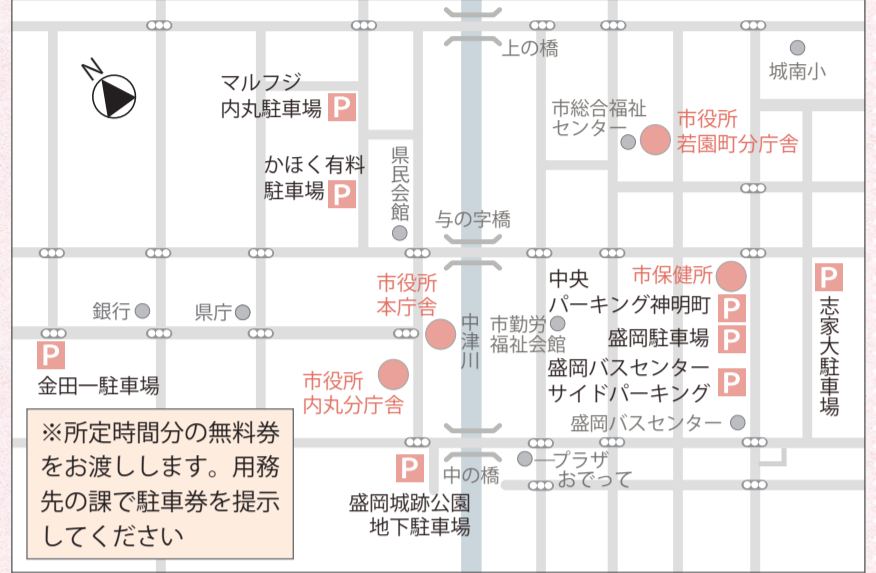 N
上の橋
城南小
マルフジ
内丸駐車場 P
市総合福祉
センター
市役所
若園町分庁舎
かほく有料
駐車場 P
県民会館
与の字橋
市役所
本庁舎
中央
パーキング神明町 P
市保健所
P
志家大駐車場
銀行
県庁
中津川
市勤労
福祉会館
盛岡駐車場 P
P
金田一駐車場
市役所
内丸分庁舎
盛岡バスセンター
サイドパーキング P
盛岡バスセンター
※所定時間分の無料券
をお渡しします。用務
先の課で駐車券を提示
してください
P
盛岡城跡公園
地下駐車場
中の橋
プラザ
おでって